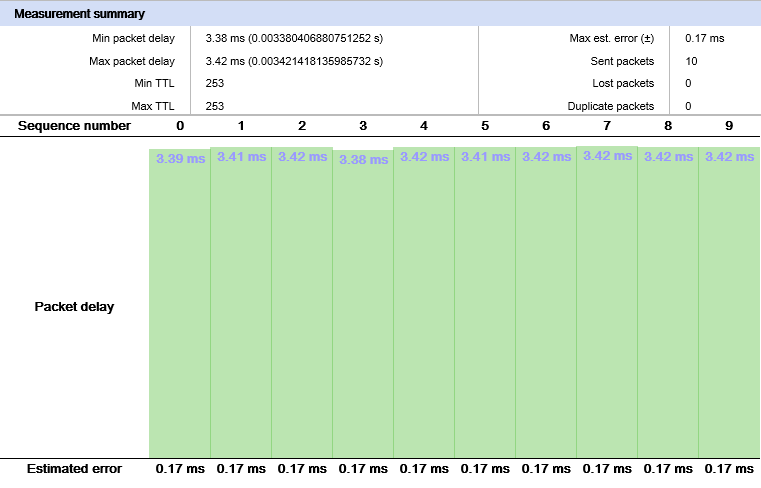 Measurement summary
Min packet delay 3.38 ms (0.003380406880751252 s) Max est. error (±) 0.17 ms
Max packet delay 3.42 ms (0.003421418135985732 s) Sent packets 10
Min TTL 253 Lost packets 0
Max TTL 253 Duplicate packets 0
Sequence number 0 1 2 3 4 5 6 7 8 9
3.39 ms 3.41 ms 3.42 ms 3.38 ms 3.42 ms 3.41 ms 3.42 ms 3.42 ms 3.42 ms 3.42 ms
Packet delay
Estimated error 0.17 ms 0.17 ms 0.17 ms 0.17 ms 0.17 ms 0.17 ms 0.17 ms 0.17 ms 0.17 ms 0.17 ms